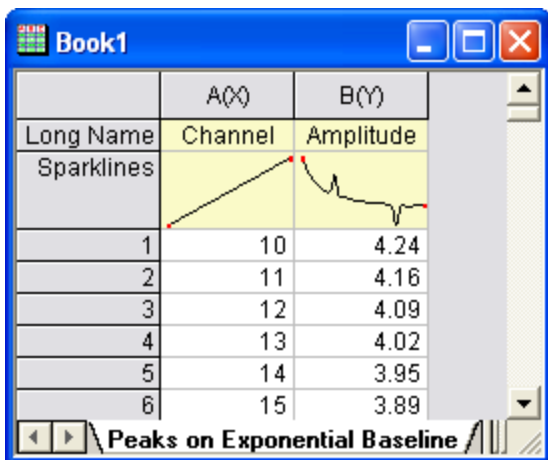 Book1
A(X) B(Y)
Long Name Channel Amplitude
Sparklines
1 10 4.24
2 11 4.16
3 12 4.09
4 13 4.02
5 14 3.95
6 15 3.89
Peaks on Exponential Baseline